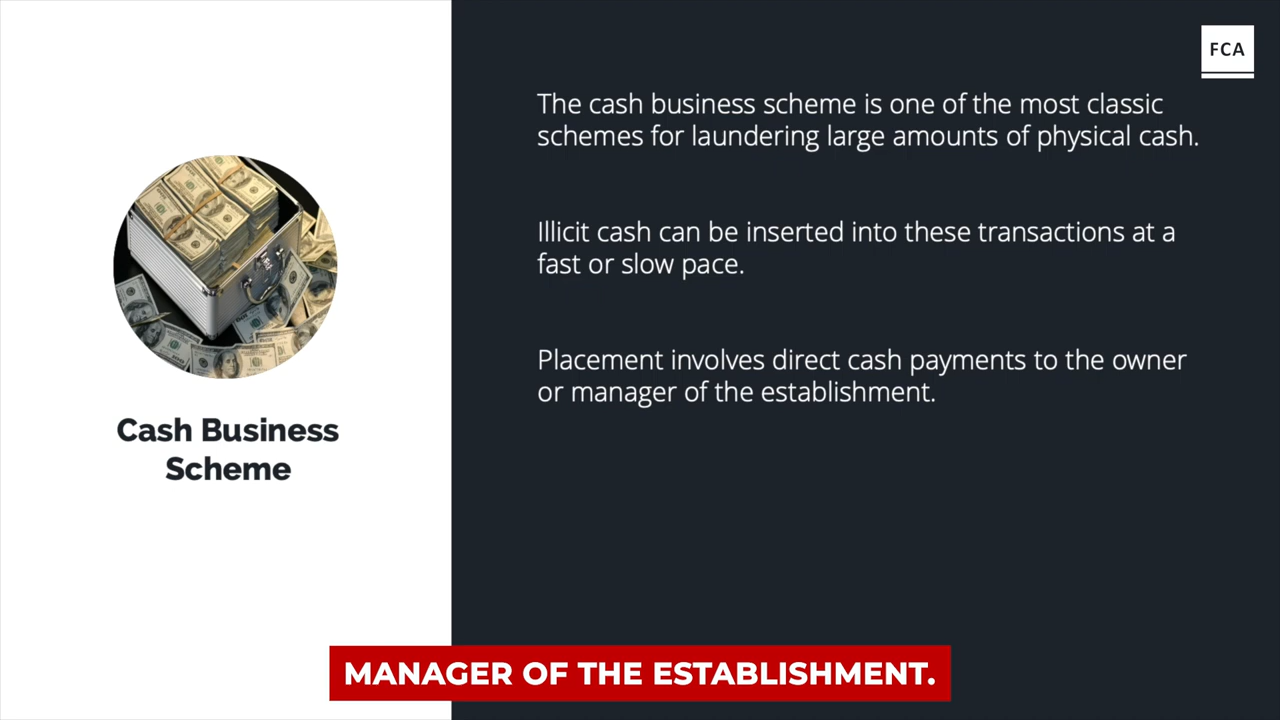 FCA
The cash business scheme is one of the most classic
schemes for laundering large amounts of physical cash.
Illicit cash can be inserted into these transactions at a
fast or slow pace.
Placement involves direct cash payments to the owner
or manager of the establishment.
Cash Business
Scheme
MANAGER OF THE ESTABLISHMENT.